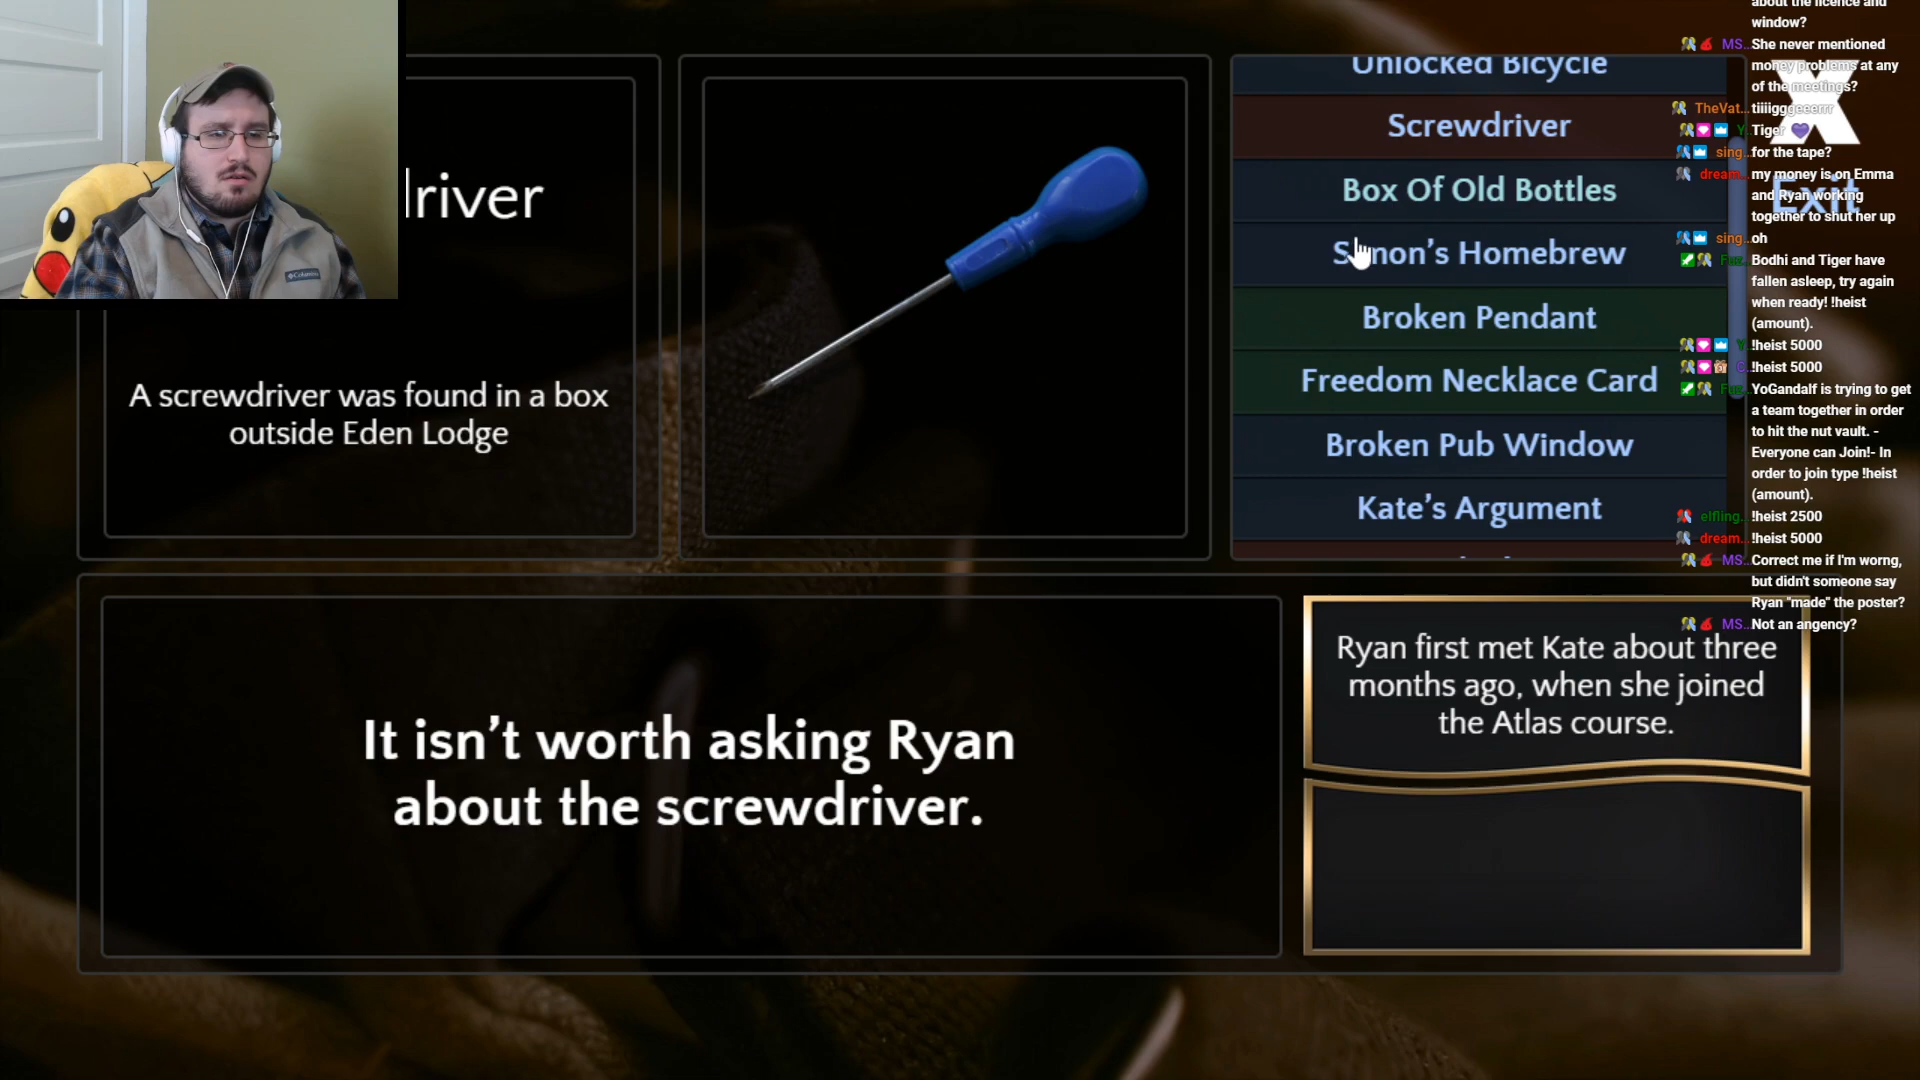 driver
A screwdriver was found in a box
outside Eden Lodge
Unlocked Bicycle
Screwdriver
Box Of Old Bottles
Simon's Homebrew
Broken Pendant
Freedom Necklace Card
Broken Pub Window
Kate's Argument
Exit
It isn't worth asking Ryan
about the screwdriver.
Ryan first met Kate about three
months ago, when she joined
the Atlas course.
about the licence and
window?
MS... She never mentioned
money problems at any
of the meetings?
TheVat... tiiiigggeeerrr
Y Tiger
sing... for the tape?
dream... my money is on Emma
and Ryan working
together to shut her up
sing... oh
Bodhi and Tiger have
fallen asleep, try again
when ready! !heist
(amount).
!heist 5000
!heist 5000
YoGandalf is trying to get
a team together in order
to hit the nut vault. -
Everyone can Join!- In
order to join type !heist
(amount).
elfling... !heist 2500
dream... !heist 5000
MS... Correct me if I'm worng,
but didn't someone say
Ryan "made" the poster?
MS... Not an angency?
Columbia